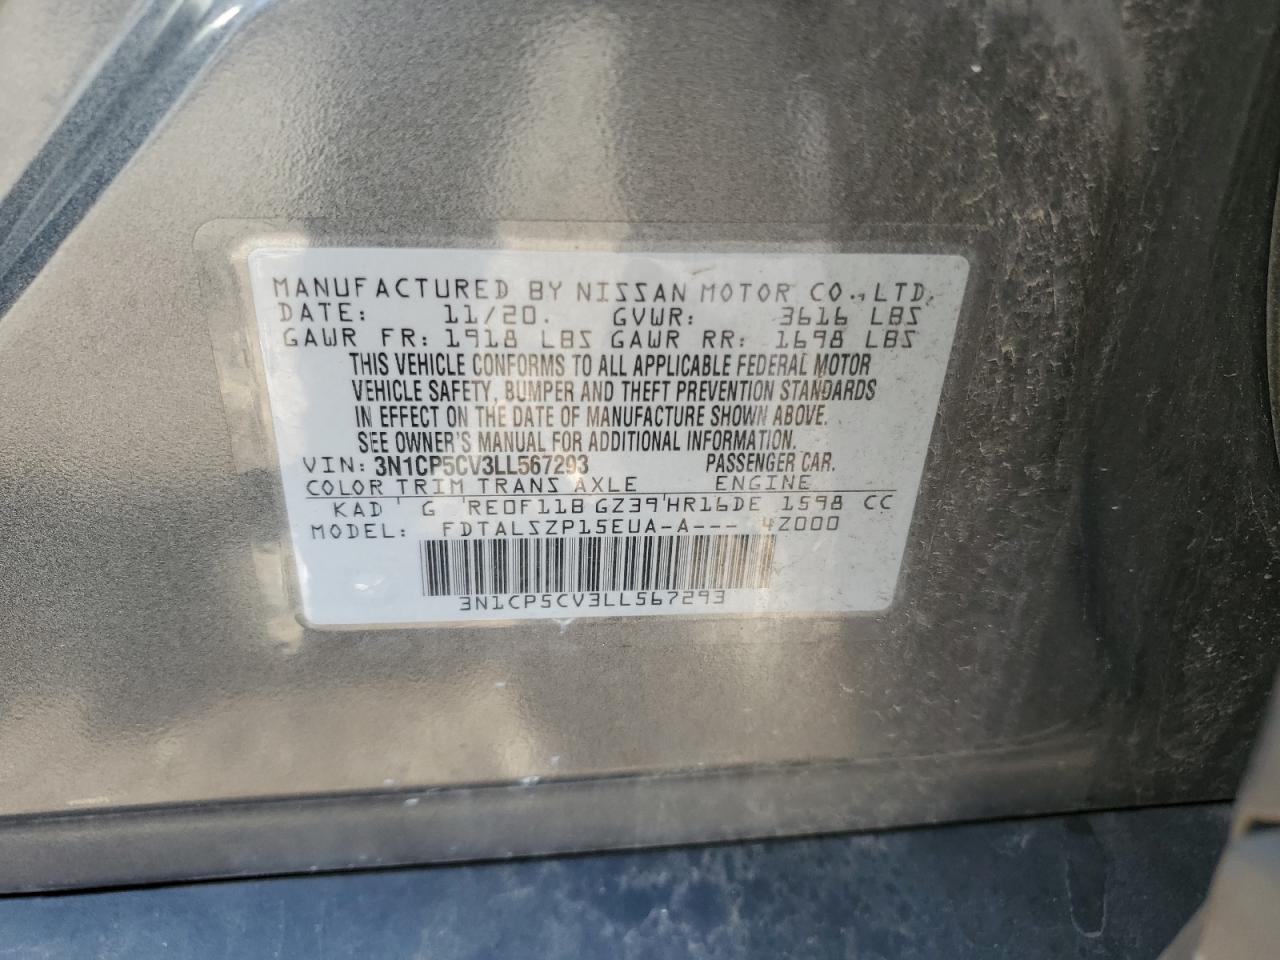 MANUFACTURED BY NISSAN MOTOR CO., LTD.
DATE: 11/20. GVWR: 3616 LBS
GAWR FR: 1918 LBS GAWR RR: 1698 LBS
THIS VEHICLE CONFORMS TO ALL APPLICABLE FEDERAL MOTOR
VEHICLE SAFETY, BUMPER AND THEFT PREVENTION STANDARDS
IN EFFECT ON THE DATE OF MANUFACTURE SHOWN ABOVE.
SEE OWNER'S MANUAL FOR ADDITIONAL INFORMATION.
VIN: 3N1CP5CV3LL567293 PASSENGER CAR.
COLOR TRIM TRANS AXLE ENGINE
KAD ' G 'RE0F11B GZ39'HR16DE 1598 CC
MODEL: FDTALSZP15EUA-A--- 4Z000
3N1CP5CV3LL567293